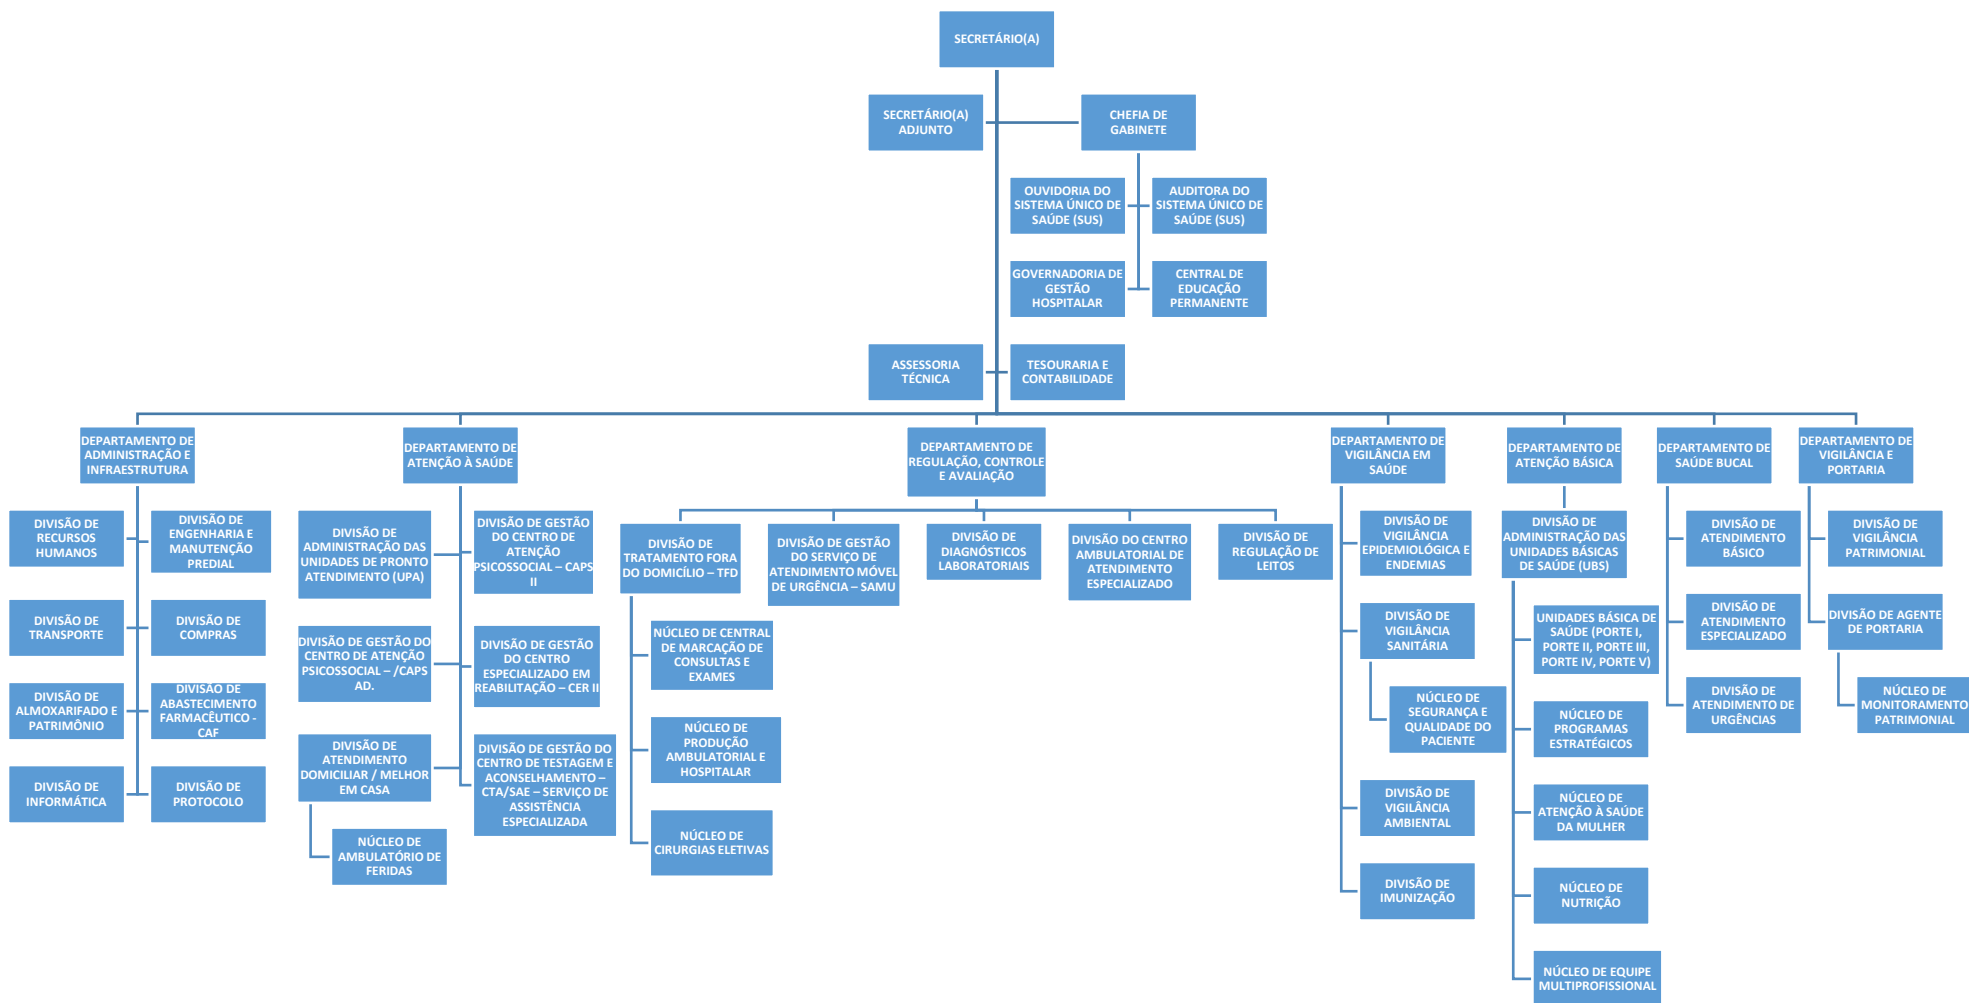 SECRETÁRIO(A)
SECRETÁRIO(A)
ADJUNTO
CHEFIA DE
GABINETE
OUVIDORIA DO
SISTEMA ÚNICO DE
SAÚDE (SUS)
AUDITORA DO
SISTEMA ÚNICO DE
SAÚDE (SUS)
GOVERNADORIA DE
GESTÃO
HOSPITALAR
CENTRAL DE
EDUCAÇÃO
PERMANENTE
ASSESSORIA
TÉCNICA
TESOURARIA E
CONTABILIDADE
DEPARTAMENTO DE
ADMINISTRAÇÃO E
INFRAESTRUTURA
DIVISÃO DE
RECURSOS
HUMANOS
DIVISÃO DE
ENGENHARIA E
MANUTENÇÃO
PREDIAL
DIVISÃO DE
TRANSPORTE
DIVISÃO DE
COMPRAS
DIVISÃO DE
ALMOXARIFADO E
PATRIMÔNIO
DIVISÃO DE
ABASTECIMENTO
FARMACÊUTICO -
CAF
DIVISÃO DE
INFORMÁTICA
DIVISÃO DE
PROTOCOLO
DEPARTAMENTO DE
ATENÇÃO À SAÚDE
DIVISÃO DE
ADMINISTRAÇÃO DAS
UNIDADES DE PRONTO
ATENDIMENTO (UPA)
DIVISÃO DE GESTÃO
DO CENTRO DE
ATENÇÃO
PSICOSSOCIAL – CAPS
II
DIVISÃO DE GESTÃO DO
CENTRO DE ATENÇÃO
PSICOSSOCIAL – /CAPS
AD.
DIVISÃO DE GESTÃO
DO CENTRO
ESPECIALIZADO EM
REABILITAÇÃO – CER II
DIVISÃO DE
ATENDIMENTO
DOMICILIAR / MELHOR
EM CASA
DIVISÃO DE GESTÃO DO
CENTRO DE TESTAGEM E
ACONSELHAMENTO –
CTA/SAE – SERVIÇO DE
ASSISTÊNCIA
ESPECIALIZADA
NÚCLEO DE
AMBULATÓRIO DE
FERIDAS
DEPARTAMENTO DE
REGULAÇÃO, CONTROLE
E AVALIAÇÃO
DIVISÃO DE
TRATAMENTO FORA
DO DOMICÍLIO – TFD
NÚCLEO DE CENTRAL
DE MARCAÇÃO DE
CONSULTAS E
EXAMES
NÚCLEO DE
PRODUÇÃO
AMBULATORIAL E
HOSPITALAR
NÚCLEO DE
CIRURGIAS ELETIVAS
DIVISÃO DE GESTÃO
DO SERVIÇO DE
ATENDIMENTO MÓVEL
DE URGÊNCIA – SAMU
DIVISÃO DE
DIAGNÓSTICOS
LABORATORIAIS
DIVISÃO DO CENTRO
AMBULATORIAL DE
ATENDIMENTO
ESPECIALIZADO
DIVISÃO DE
REGULAÇÃO DE
LEITOS
DEPARTAMENTO DE
VIGILÂNCIA EM
SAÚDE
DIVISÃO DE
VIGILÂNCIA
EPIDEMIOLÓGICA E
ENDEMIAS
DIVISÃO DE
VIGILÂNCIA
SANITÁRIA
NÚCLEO DE
SEGURANÇA E
QUALIDADE DO
PACIENTE
DIVISÃO DE
VIGILÂNCIA
AMBIENTAL
DIVISÃO DE
IMUNIZAÇÃO
DEPARTAMENTO DE
ATENÇÃO BÁSICA
DIVISÃO DE
ADMINISTRAÇÃO DAS
UNIDADES BÁSICAS
DE SAÚDE (UBS)
UNIDADES BÁSICA DE
SAÚDE (PORTE I,
PORTE II, PORTE III,
PORTE IV, PORTE V)
NÚCLEO DE
PROGRAMAS
ESTRATÉGICOS
NÚCLEO DE
ATENÇÃO À SAÚDE
DA MULHER
NÚCLEO DE
NUTRIÇÃO
NÚCLEO DE EQUIPE
MULTIPROFISSIONAL
DEPARTAMENTO DE
SAÚDE BUCAL
DIVISÃO DE
ATENDIMENTO
BÁSICO
DIVISÃO DE
ATENDIMENTO
ESPECIALIZADO
DIVISÃO DE
ATENDIMENTO DE
URGÊNCIAS
DEPARTAMENTO DE
VIGILÂNCIA E
PORTARIA
DIVISÃO DE
VIGILÂNCIA
PATRIMONIAL
DIVISÃO DE AGENTE
DE PORTARIA
NÚCLEO DE
MONITORAMENTO
PATRIMONIAL